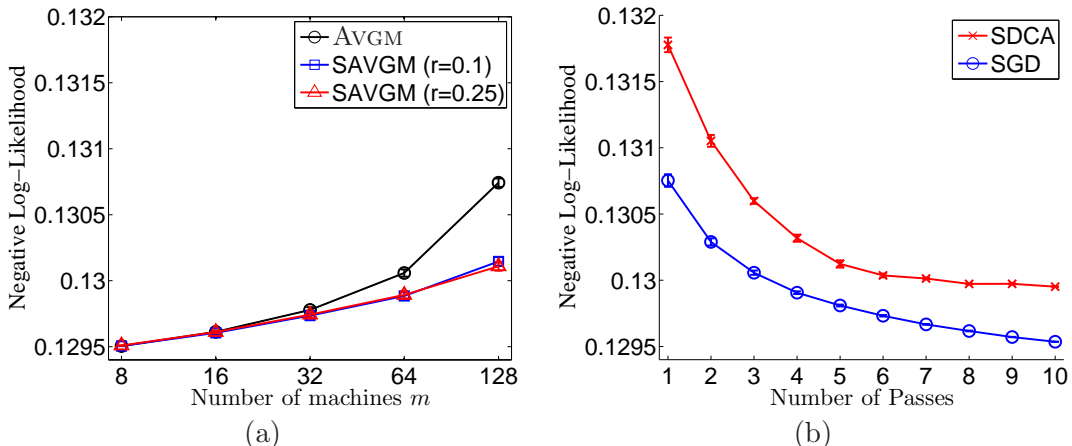 0.132
0.1315
0.131
0.1305
0.13
0.1295
Negative Log–Likelihood
AVGM
SAVGM (r=0.1)
SAVGM (r=0.25)
8 16 32 64 128
Number of machines m
(a)
0.132
0.1315
0.131
0.1305
0.13
0.1295
Negative Log–Likelihood
SDCA
SGD
1 2 3 4 5 6 7 8 9 10
Number of Passes
(b)